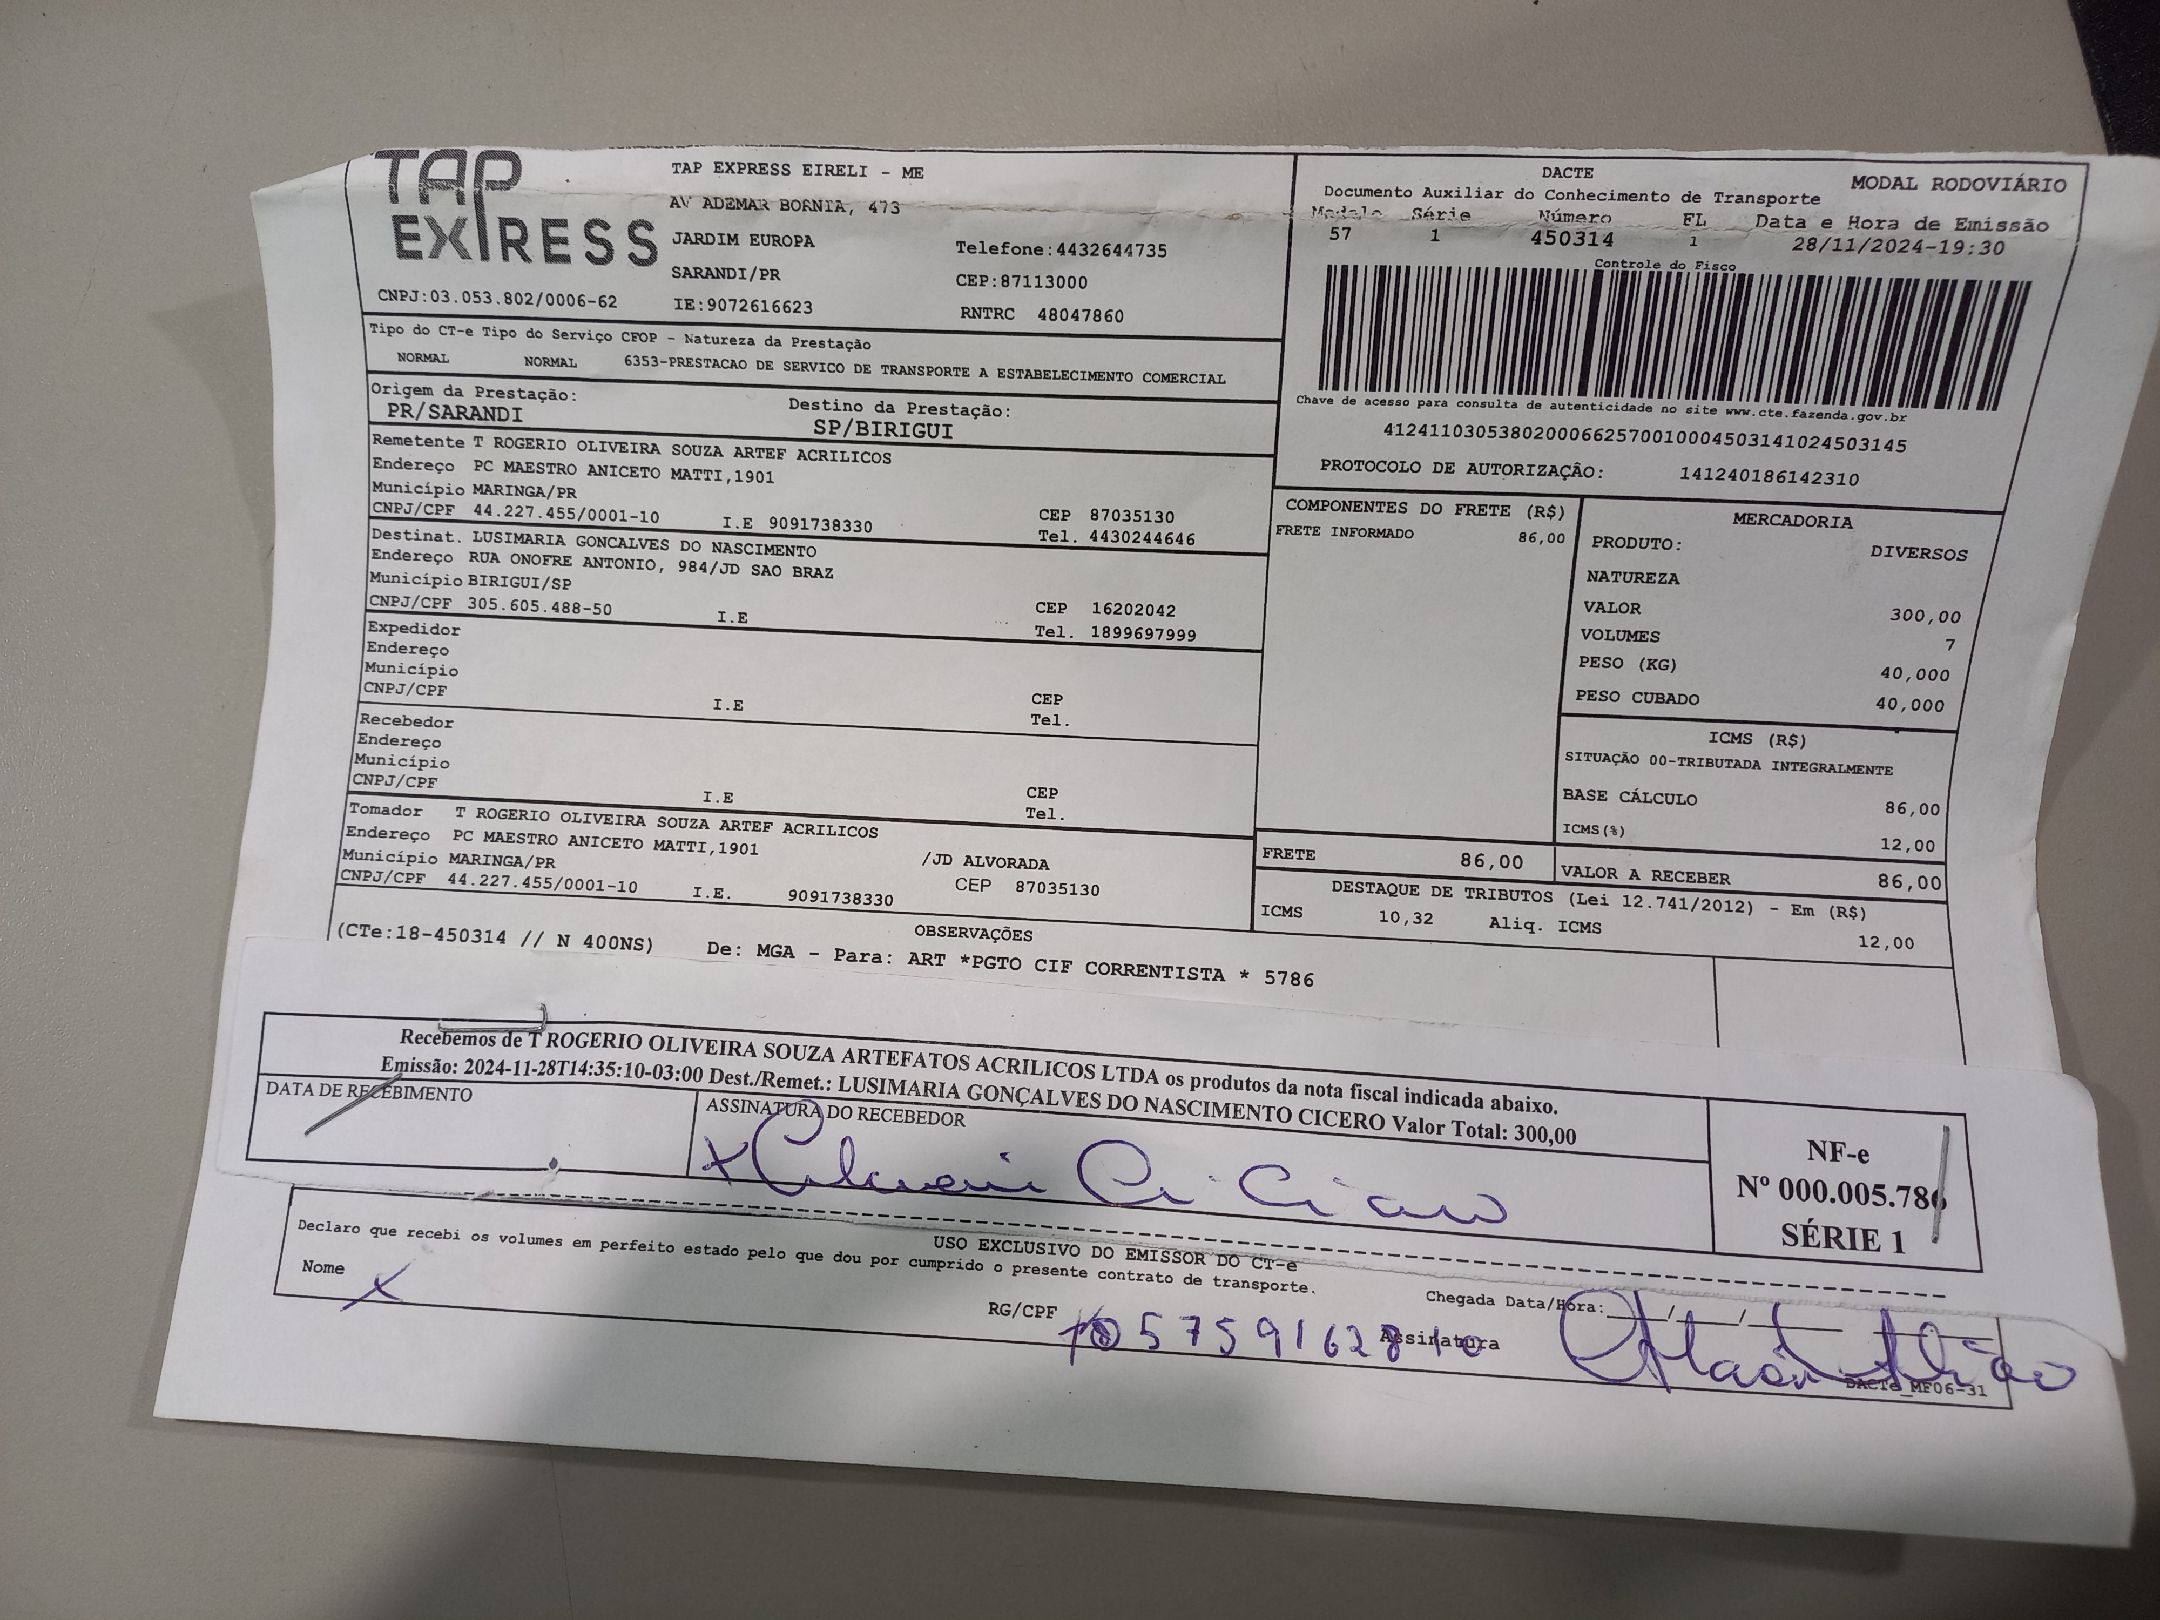 TAP EXPRESS
TAP EXPRESS EIRELI - ME
AV ADEMAR BORNIA, 473
JARDIM EUROPA
Telefone:4432644735
SARANDI/PR
CEP:87113000
CNPJ:03.053.802/0006-62
IE:9072616623
RNTRC 48047860
DACTE
MODAL RODOVIÁRIO
Documento Auxiliar do Conhecimento de Transporte
Modelo Série Número FL Data e Hora de Emissão
57 1 450314 1 28/11/2024-19:30
Controle do Fisco
Chave de acesso para consulta de autenticidade no site www.cte.fazenda.gov.br
41241103053802000662570010004503141024503145
PROTOCOLO DE AUTORIZAÇÃO: 141240186142310
Tipo do CT-e Tipo do Serviço CFOP - Natureza da Prestação
NORMAL NORMAL 6353-PRESTACAO DE SERVICO DE TRANSPORTE A ESTABELECIMENTO COMERCIAL
Origem da Prestação: Destino da Prestação:
PR/SARANDI SP/BIRIGUI
Remetente T ROGERIO OLIVEIRA SOUZA ARTEF ACRILICOS
Endereço PC MAESTRO ANICETO MATTI,1901
Município MARINGA/PR CEP 87035130
CNPJ/CPF 44.227.455/0001-10 I.E 9091738330 Tel. 4430244646
Destinat. LUSIMARIA GONCALVES DO NASCIMENTO
Endereço RUA ONOFRE ANTONIO, 984/JD SAO BRAZ
Município BIRIGUI/SP CEP 16202042
CNPJ/CPF 305.605.488-50 I.E Tel. 1899697999
Expedidor
Endereço
Município CEP
CNPJ/CPF I.E Tel.
Recebedor
Endereço
Município CEP
CNPJ/CPF I.E Tel.
Tomador T ROGERIO OLIVEIRA SOUZA ARTEF ACRILICOS
Endereço PC MAESTRO ANICETO MATTI,1901 /JD ALVORADA
Município MARINGA/PR CEP 87035130
CNPJ/CPF 44.227.455/0001-10 I.E. 9091738330
COMPONENTES DO FRETE (R$)
FRETE INFORMADO 86,00
MERCADORIA
PRODUTO: DIVERSOS
NATUREZA
VALOR 300,00
VOLUMES 7
PESO (KG) 40,000
PESO CUBADO 40,000
ICMS (R$)
SITUAÇÃO 00-TRIBUTADA INTEGRALMENTE
BASE CÁLCULO 86,00
ICMS(%) 12,00
FRETE 86,00 VALOR A RECEBER 86,00
DESTAQUE DE TRIBUTOS (Lei 12.741/2012) - Em (R$)
ICMS 10,32 Aliq. ICMS 12,00
OBSERVAÇÕES
(CTe:18-450314 // N 400NS) De: MGA - Para: ART *PGTO CIF CORRENTISTA * 5786
Recebemos de T ROGERIO OLIVEIRA SOUZA ARTEFATOS ACRILICOS LTDA os produtos da nota fiscal indicada abaixo.
Emissão: 2024-11-28T14:35:10-03:00 Dest./Remet.: LUSIMARIA GONÇALVES DO NASCIMENTO CICERO Valor Total: 300,00
DATA DE RECEBIMENTO
ASSINATURA DO RECEBEDOR
NF-e
Nº 000.005.786
SÉRIE 1
USO EXCLUSIVO DO EMISSOR DO CT-e
Declaro que recebi os volumes em perfeito estado pelo que dou por cumprido o presente contrato de transporte.
Nome X
RG/CPF
Chegada Data/Hora: __/__/__
Assinatura
DACTe_MF06-31